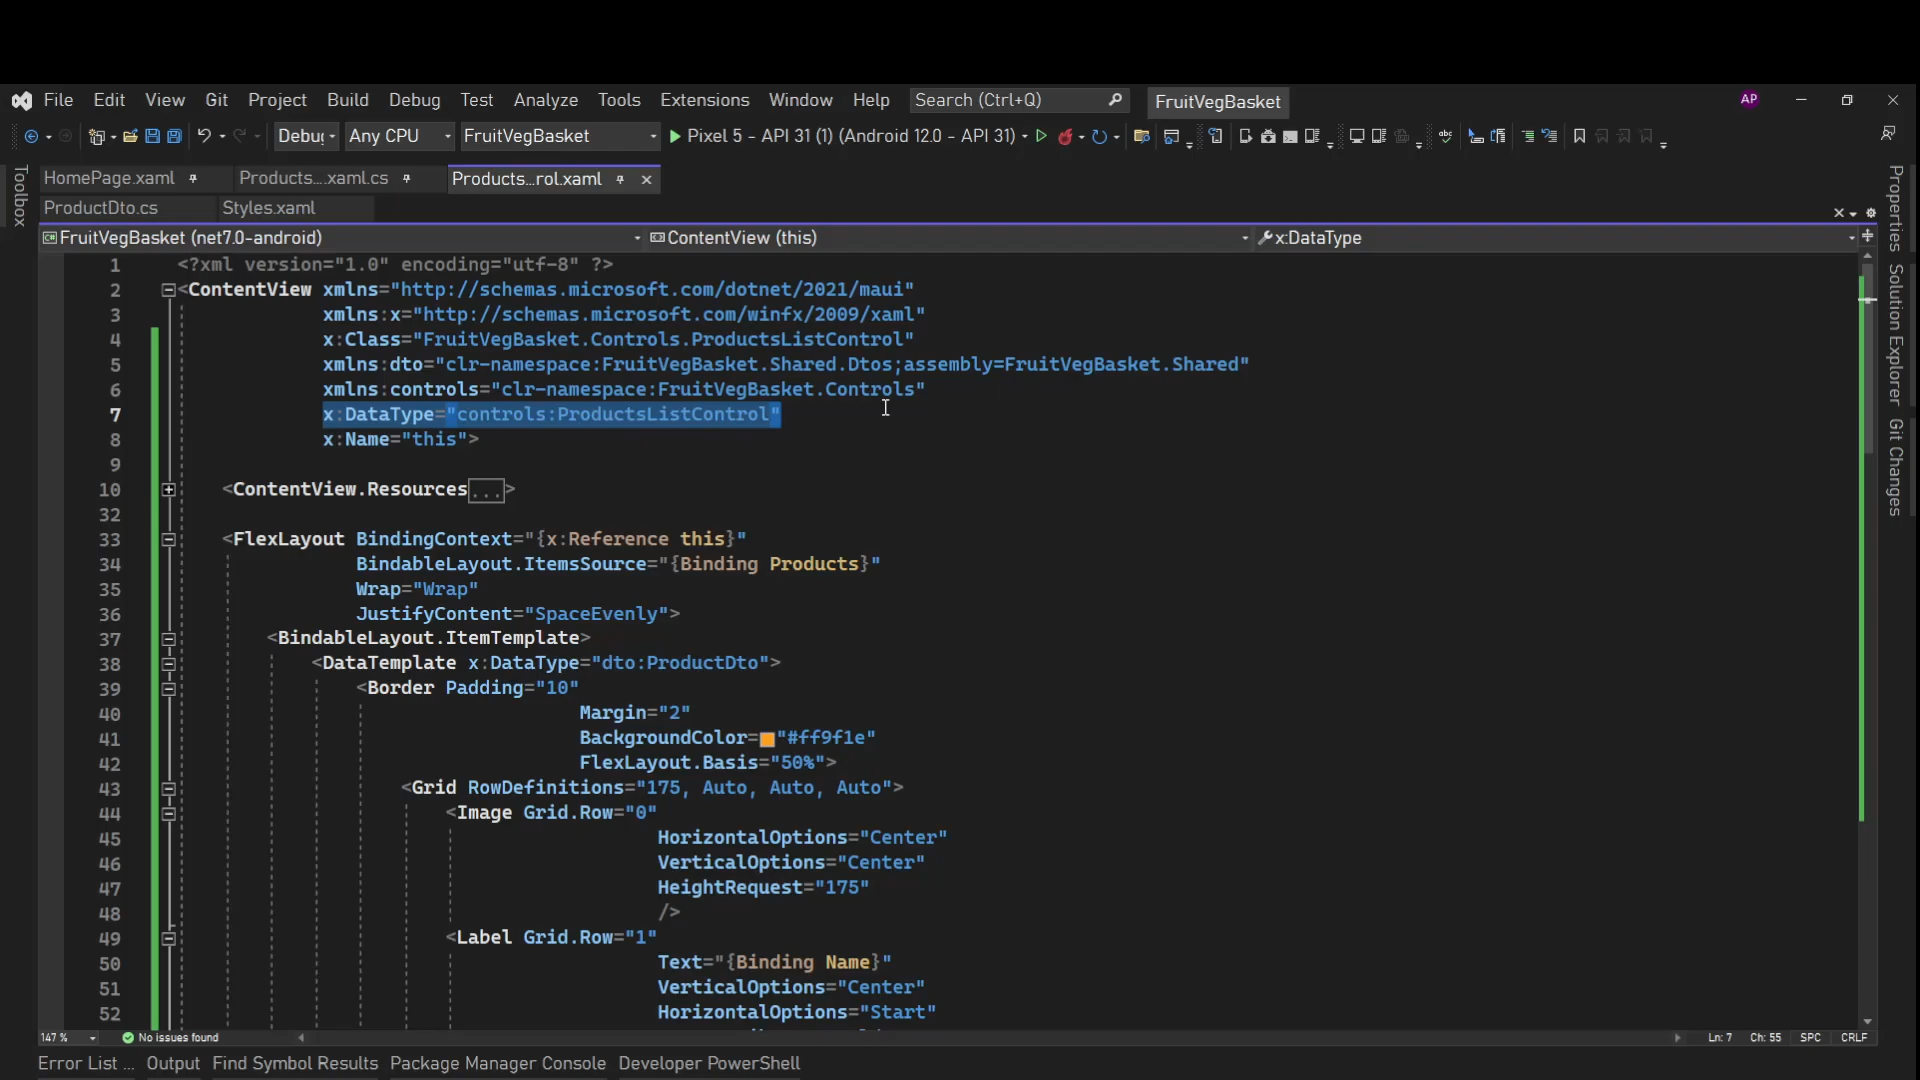 File Edit View Git Project Build Debug Test Analyze Tools Extensions Window Help Search (Ctrl+Q) FruitVegBasket AP
Debug Any CPU FruitVegBasket Pixel 5 - API 31 (1) (Android 12.0 - API 31)
Toolbox
HomePage.xaml Products....xaml.cs Products...rol.xaml
ProductDto.cs Styles.xaml
FruitVegBasket (net7.0-android) ContentView (this) x:DataType
1 <?xml version="1.0" encoding="utf-8" ?>
2 <ContentView xmlns="http://schemas.microsoft.com/dotnet/2021/maui"
3 xmlns:x="http://schemas.microsoft.com/winfx/2009/xaml"
4 x:Class="FruitVegBasket.Controls.ProductsListControl"
5 xmlns:dto="clr-namespace:FruitVegBasket.Shared.Dtos;assembly=FruitVegBasket.Shared"
6 xmlns:controls="clr-namespace:FruitVegBasket.Controls"
7 x:DataType="controls:ProductsListControl"
8 x:Name="this">
9
10 <ContentView.Resources...>
32
33 <FlexLayout BindingContext="{x:Reference this}"
34 BindableLayout.ItemsSource="{Binding Products}"
35 Wrap="Wrap"
36 JustifyContent="SpaceEvenly">
37 <BindableLayout.ItemTemplate>
38 <DataTemplate x:DataType="dto:ProductDto">
39 <Border Padding="10"
40 Margin="2"
41 BackgroundColor="#ff9f1e"
42 FlexLayout.Basis="50%">
43 <Grid RowDefinitions="175, Auto, Auto, Auto">
44 <Image Grid.Row="0"
45 HorizontalOptions="Center"
46 VerticalOptions="Center"
47 HeightRequest="175"
48 />
49 <Label Grid.Row="1"
50 Text="{Binding Name}"
51 VerticalOptions="Center"
52 HorizontalOptions="Start"
Properties
Solution Explorer
Git Changes
147 % No issues found Ln: 7 Ch: 55 SPC CRLF
Error List ... Output Find Symbol Results Package Manager Console Developer PowerShell